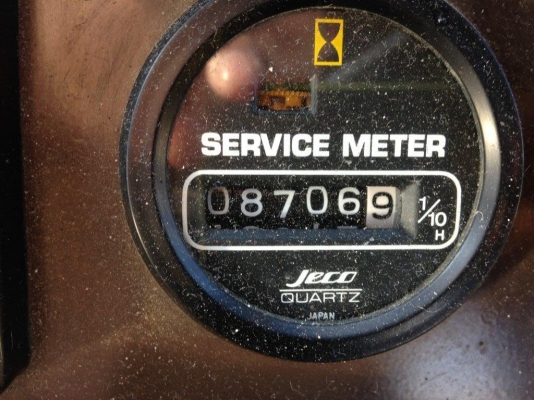 SERVICE METER
087069 1/10 H
Jeco
QUARTZ
JAPAN